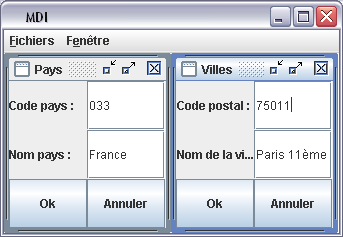 MDI
Fichiers Fenêtre
Pays
Code pays : 033
Nom pays : France
Ok Annuler
Villes
Code postal : 75011
Nom de la vi... Paris 11ème
Ok Annuler